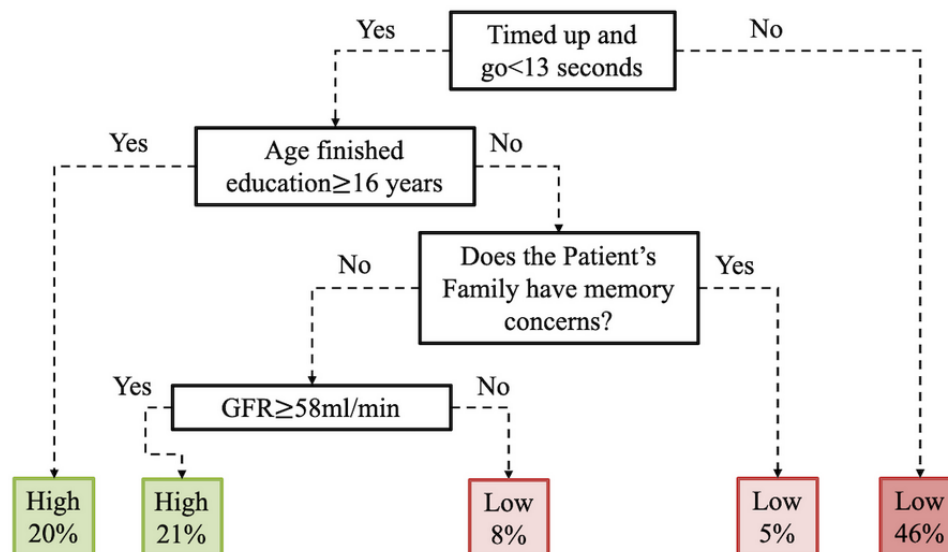 Yes
Timed up and
go<13 seconds
No
Yes
Age finished
education≥16 years
No
No
Does the Patient's
Family have memory
concerns?
Yes
Yes
GFR≥58ml/min
No
High
20%
High
21%
Low
8%
Low
5%
Low
46%